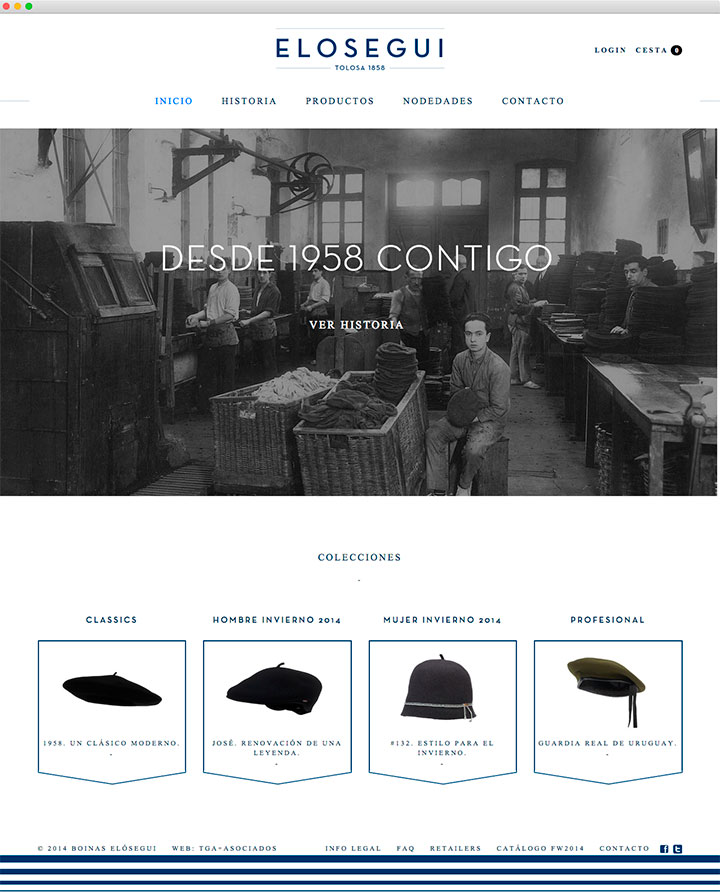 ELOSEGUI
TOLOSA 1858
LOGIN CESTA 0
INICIO HISTORIA PRODUCTOS NODEDADES CONTACTO
DESDE 1958 CONTIGO
VER HISTORIA
COLECCIONES
-
CLASSICS
1958. UN CLÁSICO MODERNO.
-
HOMBRE INVIERNO 2014
JOSÉ. RENOVACIÓN DE UNA
LEYENDA.
-
MUJER INVIERNO 2014
#132. ESTILO PARA EL
INVIERNO.
-
PROFESIONAL
GUARDIA REAL DE URUGUAY.
-
© 2014 BOINAS ELÓSEGUI WEB: TGA+ASOCIADOS INFO LEGAL FAQ RETAILERS CATÁLOGO FW2014 CONTACTO